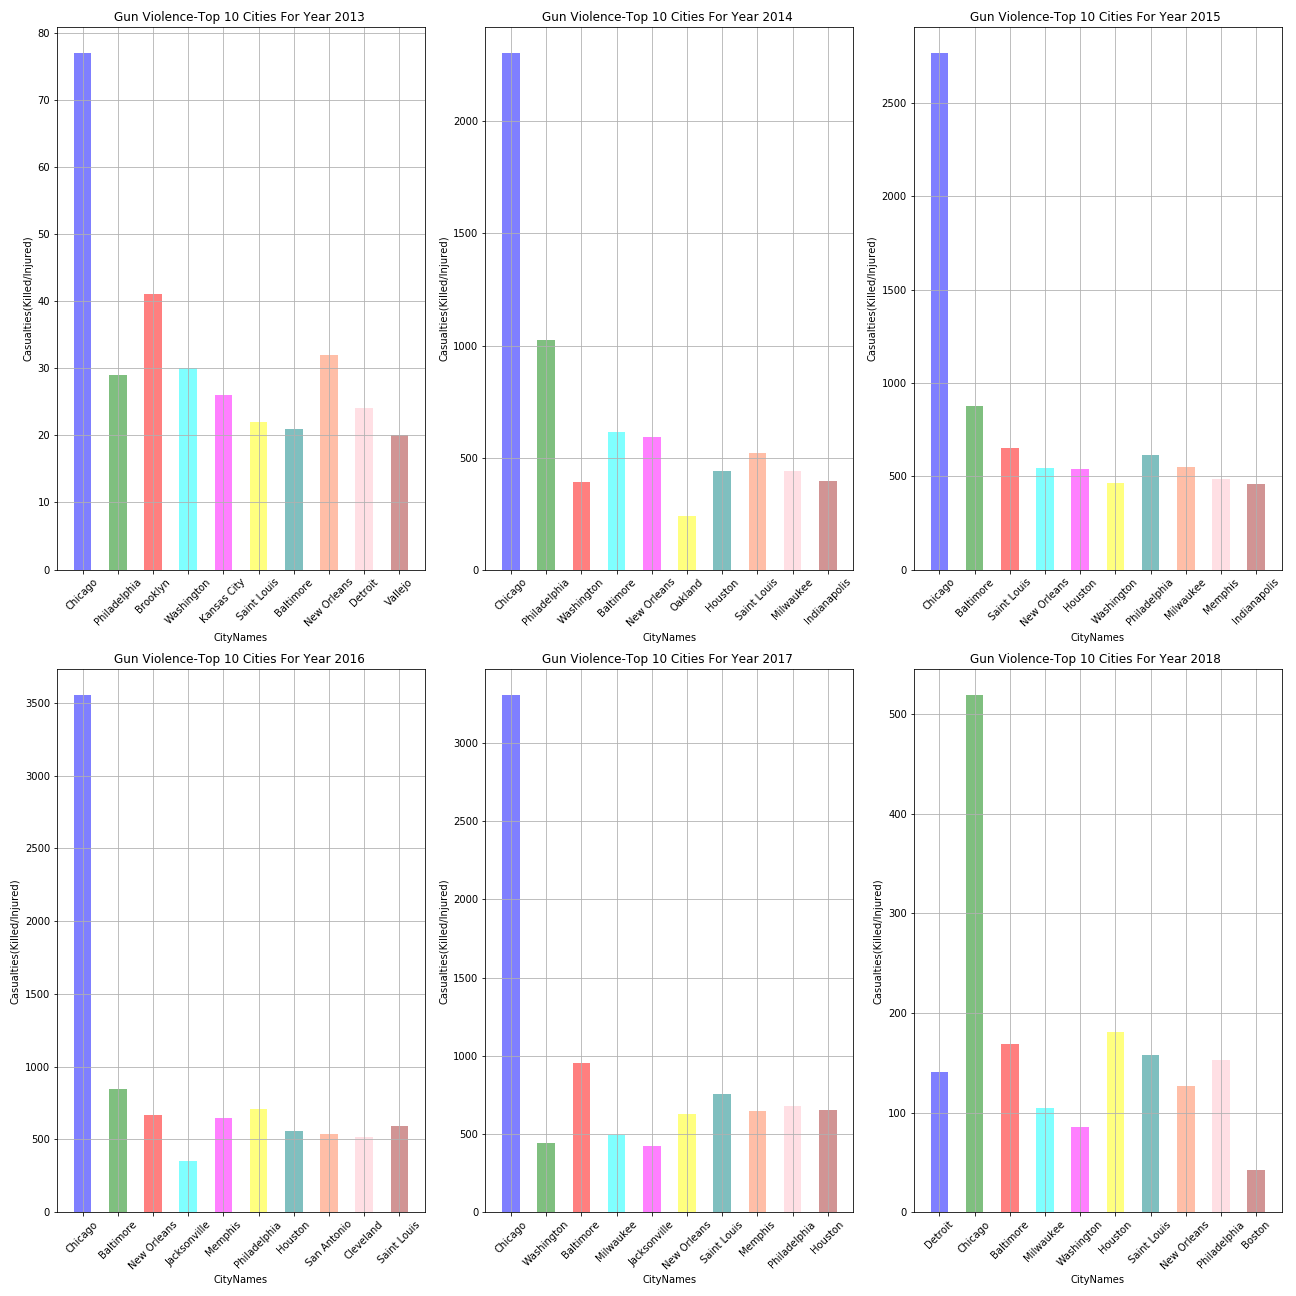 Gun Violence-Top 10 Cities For Year 2013
Casualties(Killed/Injured)
80
70
60
50
40
30
20
10
0
Chicago
Philadelphia
Brooklyn
Washington
Kansas City
Saint Louis
Baltimore
New Orleans
Detroit
Vallejo
CityNames
Gun Violence-Top 10 Cities For Year 2014
Casualties(Killed/Injured)
2000
1500
1000
500
0
Chicago
Philadelphia
Washington
Baltimore
New Orleans
Oakland
Houston
Saint Louis
Milwaukee
Indianapolis
CityNames
Gun Violence-Top 10 Cities For Year 2015
Casualties(Killed/Injured)
2500
2000
1500
1000
500
0
Chicago
Baltimore
Saint Louis
New Orleans
Houston
Washington
Philadelphia
Milwaukee
Memphis
Indianapolis
CityNames
Gun Violence-Top 10 Cities For Year 2016
Casualties(Killed/Injured)
3500
3000
2500
2000
1500
1000
500
0
Chicago
Baltimore
New Orleans
Jacksonville
Memphis
Philadelphia
Houston
San Antonio
Cleveland
Saint Louis
CityNames
Gun Violence-Top 10 Cities For Year 2017
Casualties(Killed/Injured)
3000
2500
2000
1500
1000
500
0
Chicago
Washington
Baltimore
Milwaukee
Jacksonville
New Orleans
Saint Louis
Memphis
Philadelphia
Houston
CityNames
Gun Violence-Top 10 Cities For Year 2018
Casualties(Killed/Injured)
500
400
300
200
100
0
Detroit
Chicago
Baltimore
Milwaukee
Washington
Houston
Saint Louis
New Orleans
Philadelphia
Boston
CityNames